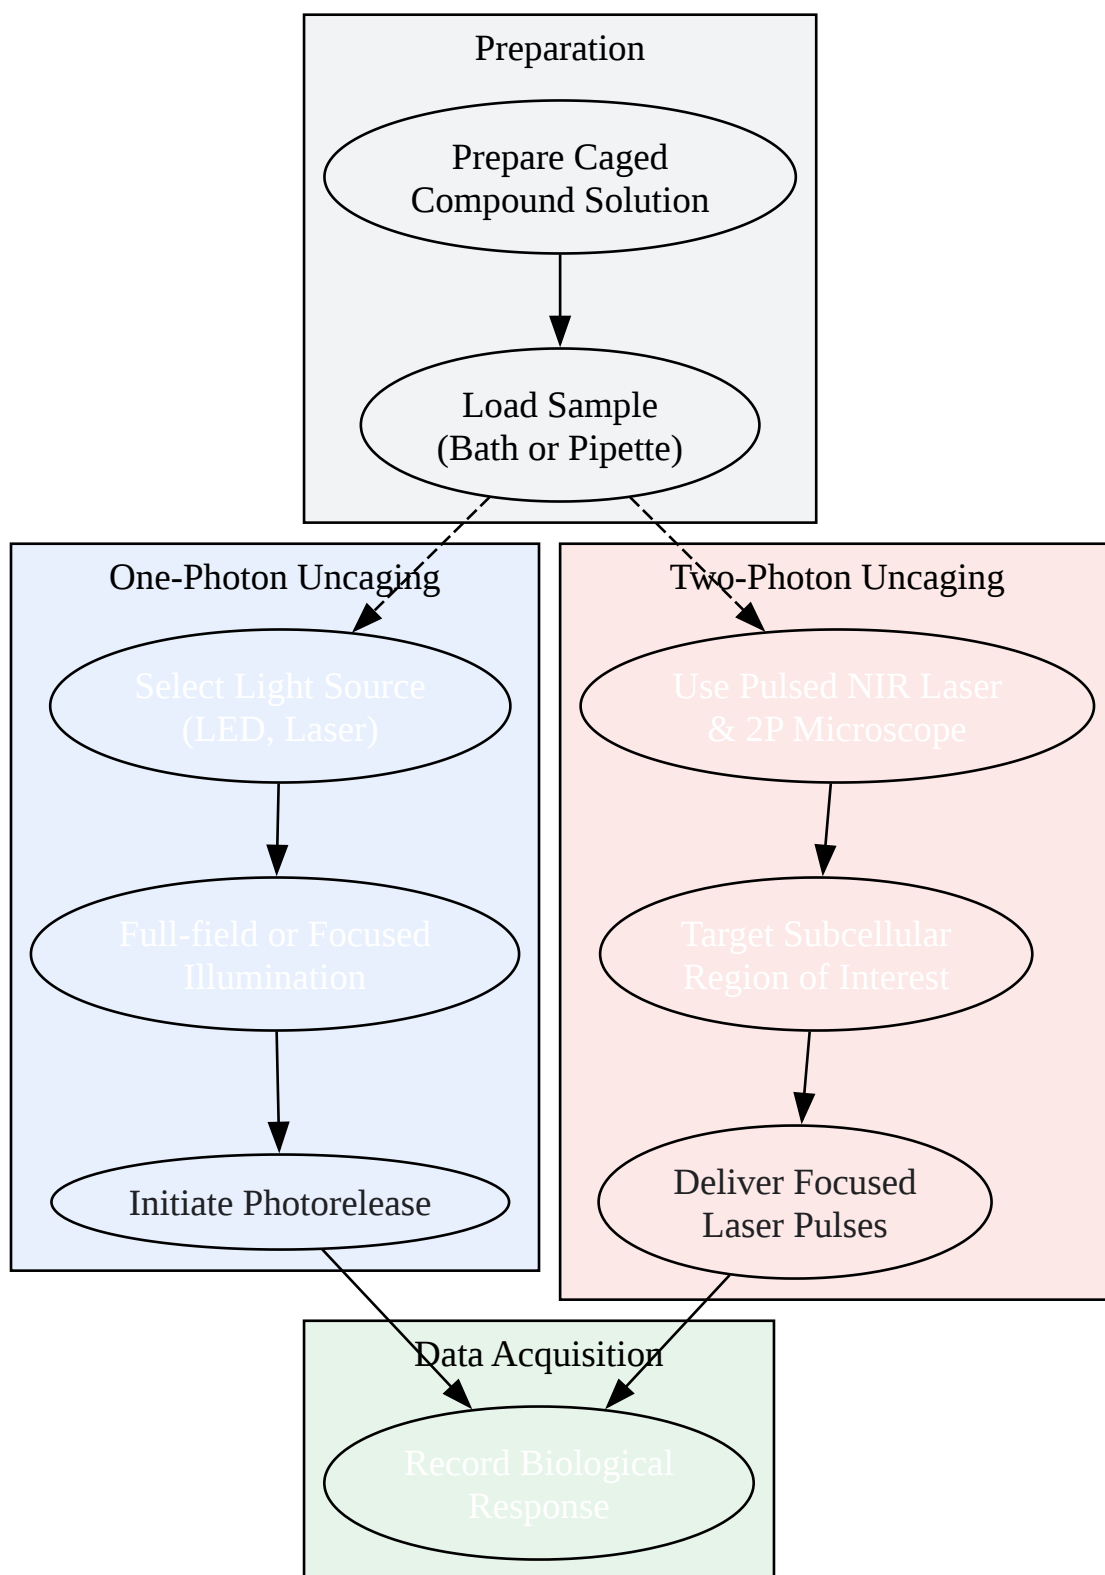 Preparation
Prepare Caged
Compound Solution
Load Sample
(Bath or Pipette)
One-Photon Uncaging
Select Light Source
(LED, Laser)
Full-field or Focused
Illumination
Initiate Photorelease
Two-Photon Uncaging
Use Pulsed NIR Laser
& 2P Microscope
Target Subcellular
Region of Interest
Deliver Focused
Laser Pulses
Data Acquisition
Record Biological
Response